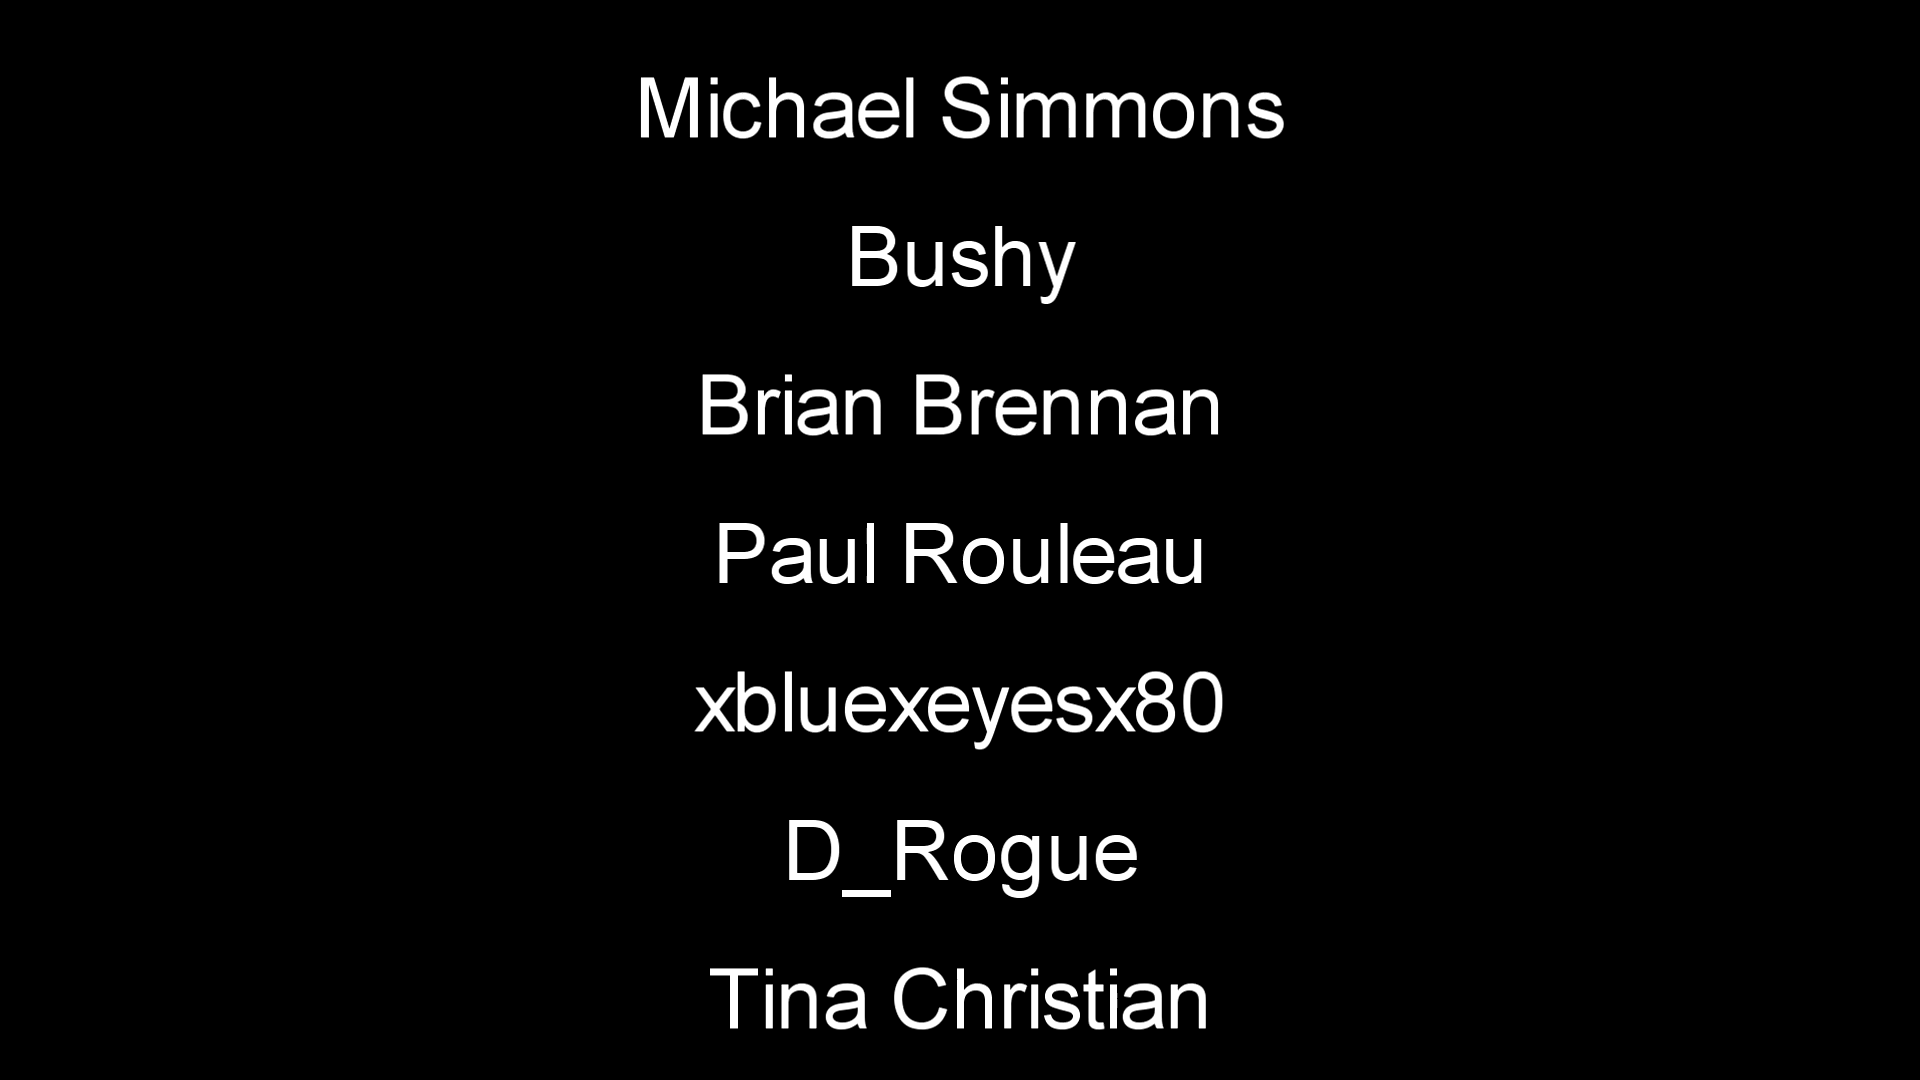 Michael Simmons
Bushy
Brian Brennan
Paul Rouleau
xbluexeyesx80
D_Rogue
Tina Christian